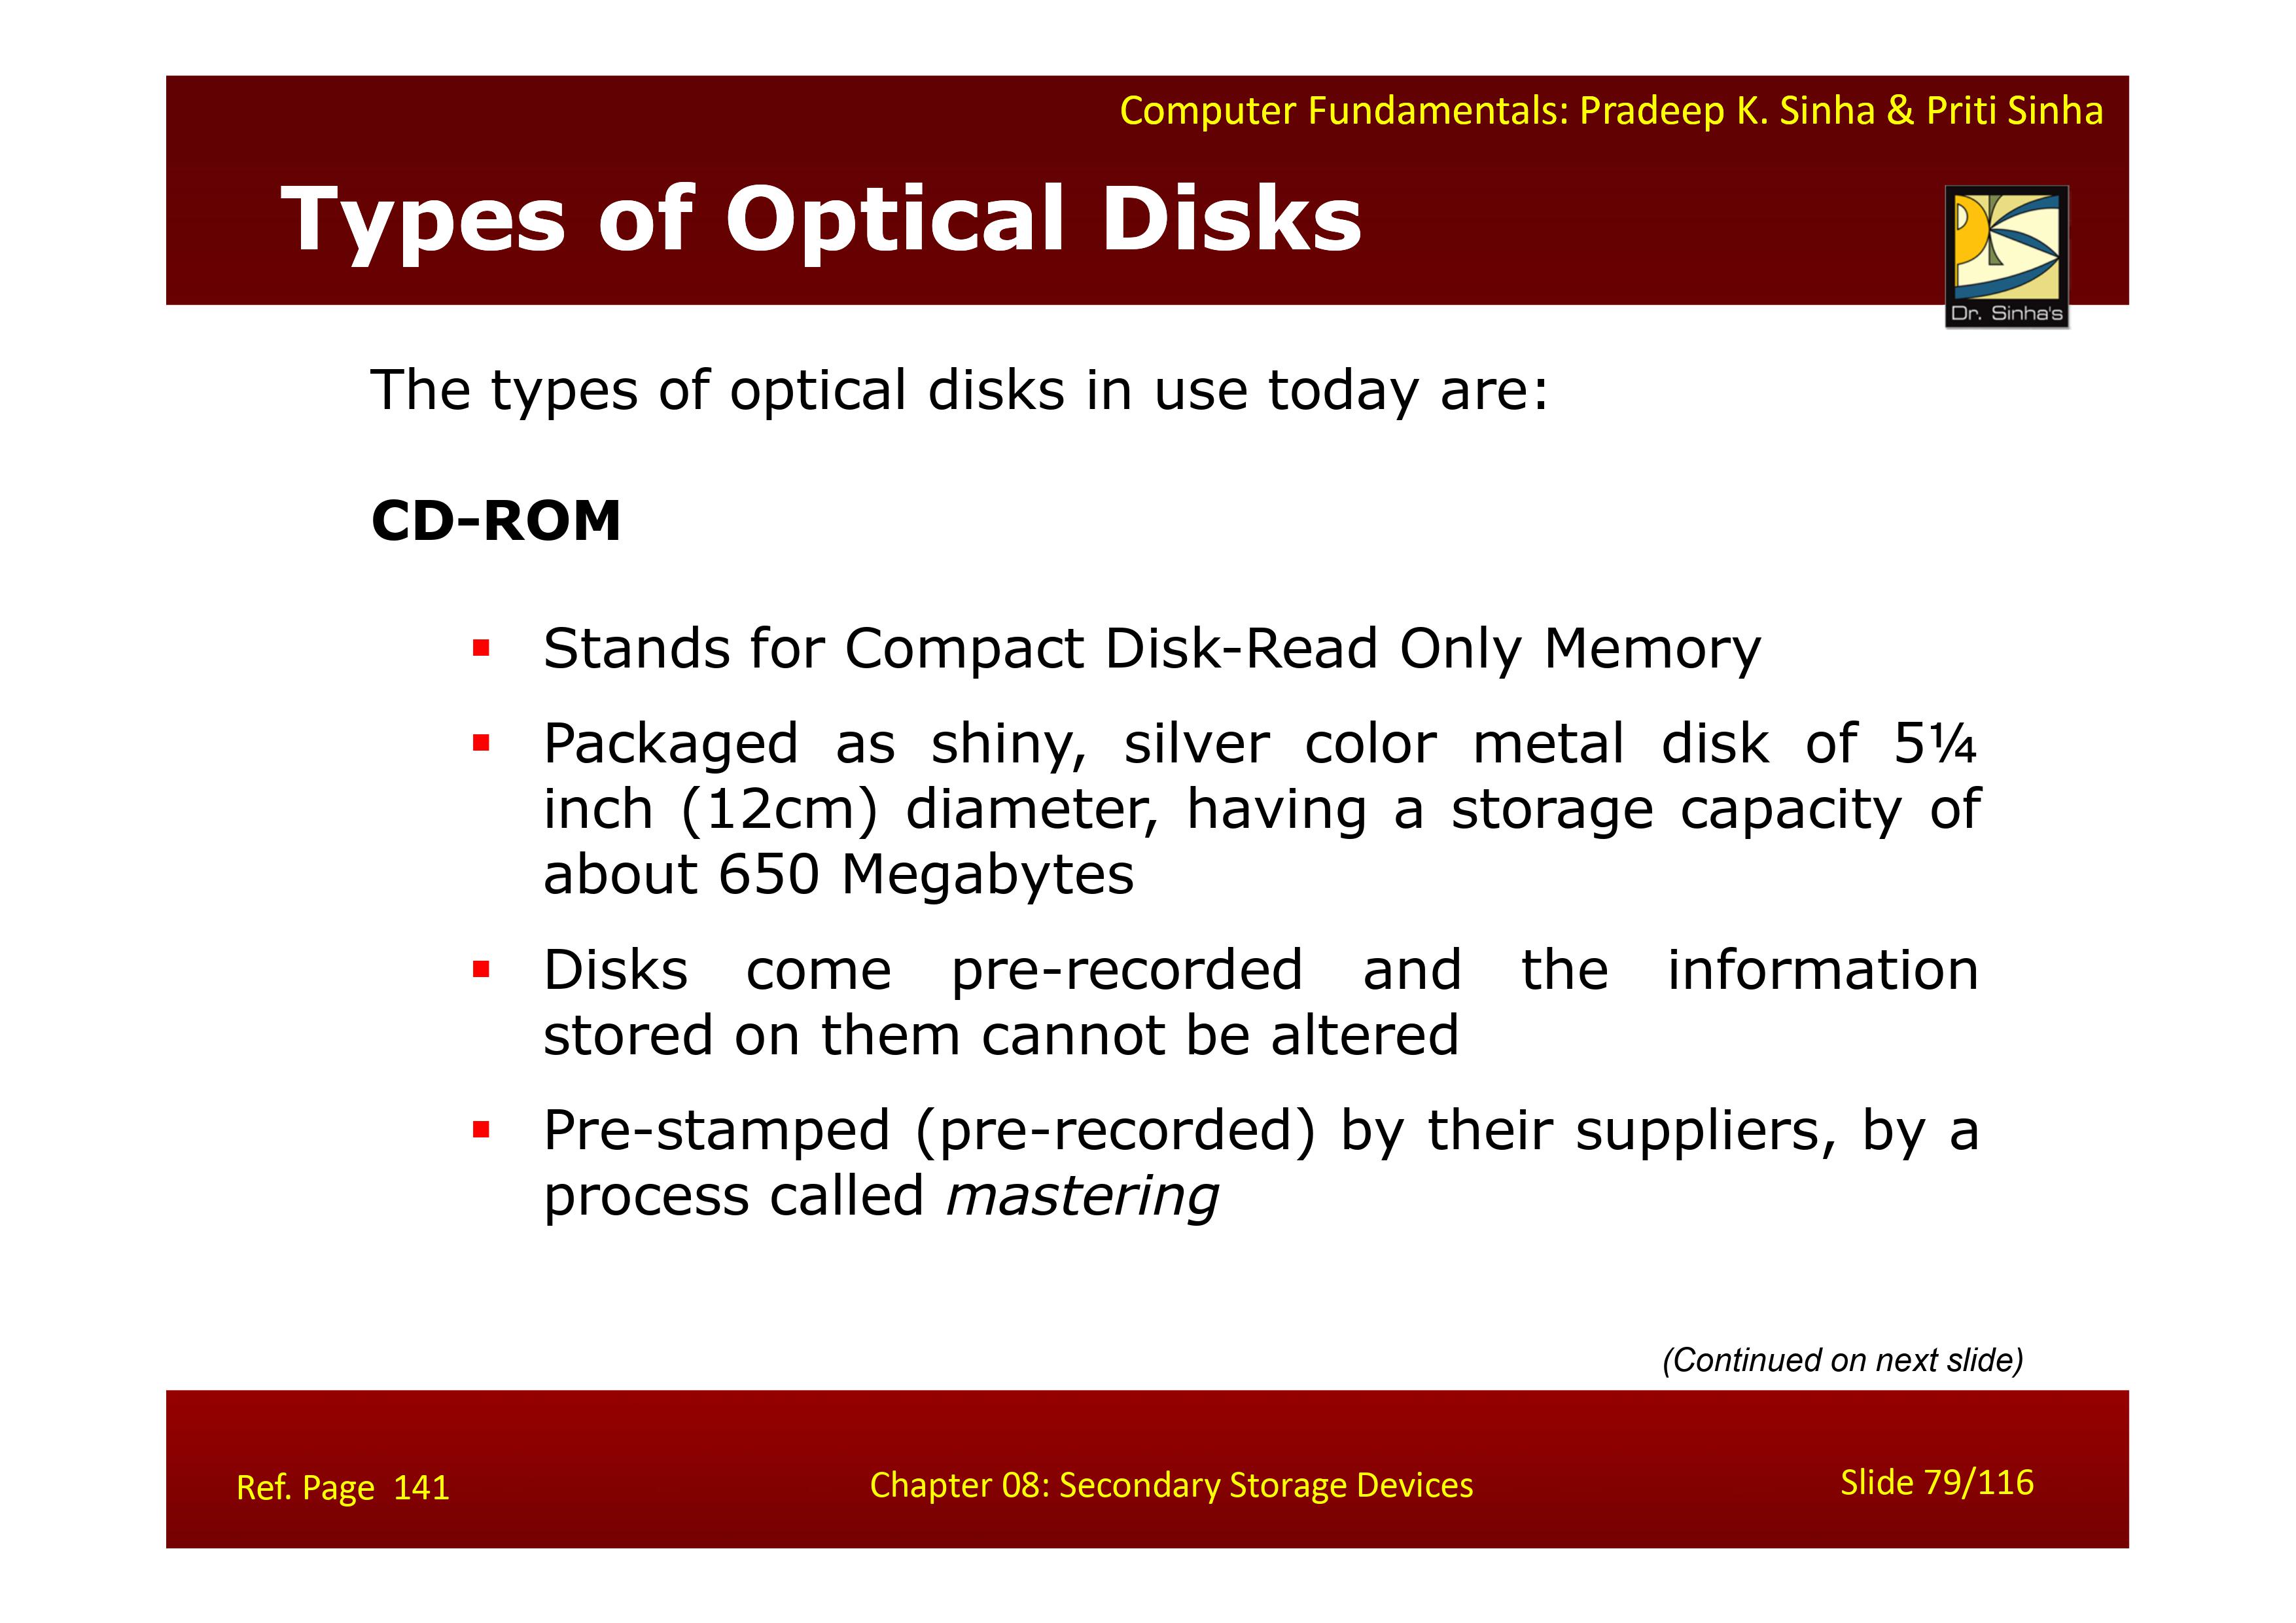 Computer Fundamentals: Pradeep K. Sinha & Priti Sinha
Types of Optical Disks
Dr. Sinha's
The types of optical disks in use today are:
CD-ROM
▪ Stands for Compact Disk-Read Only Memory
▪ Packaged as shiny, silver color metal disk of 5¼
inch (12cm) diameter, having a storage capacity of
about 650 Megabytes
▪ Disks come pre-recorded and the information
stored on them cannot be altered
▪ Pre-stamped (pre-recorded) by their suppliers, by a
process called mastering
(Continued on next slide)
Ref. Page 141
Chapter 08: Secondary Storage Devices
Slide 79/116